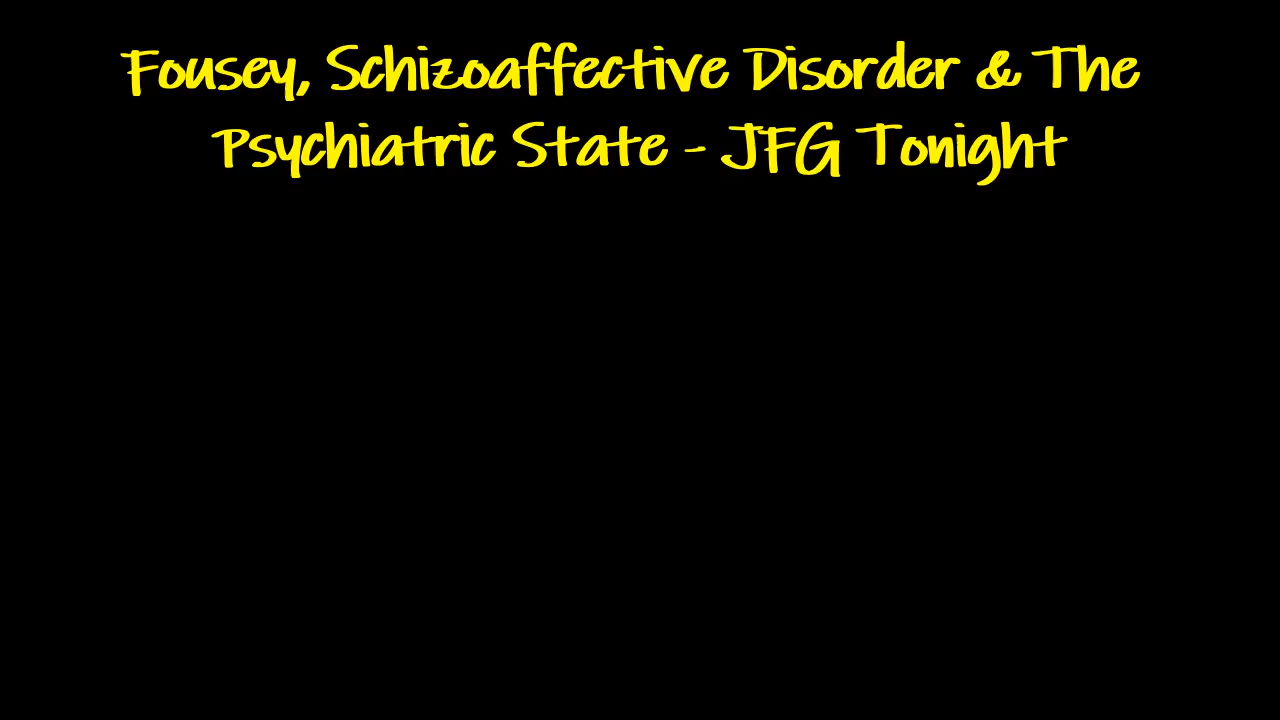 Fousey, Schizoaffective Disorder & The
Psychiatric State - JFG Tonight